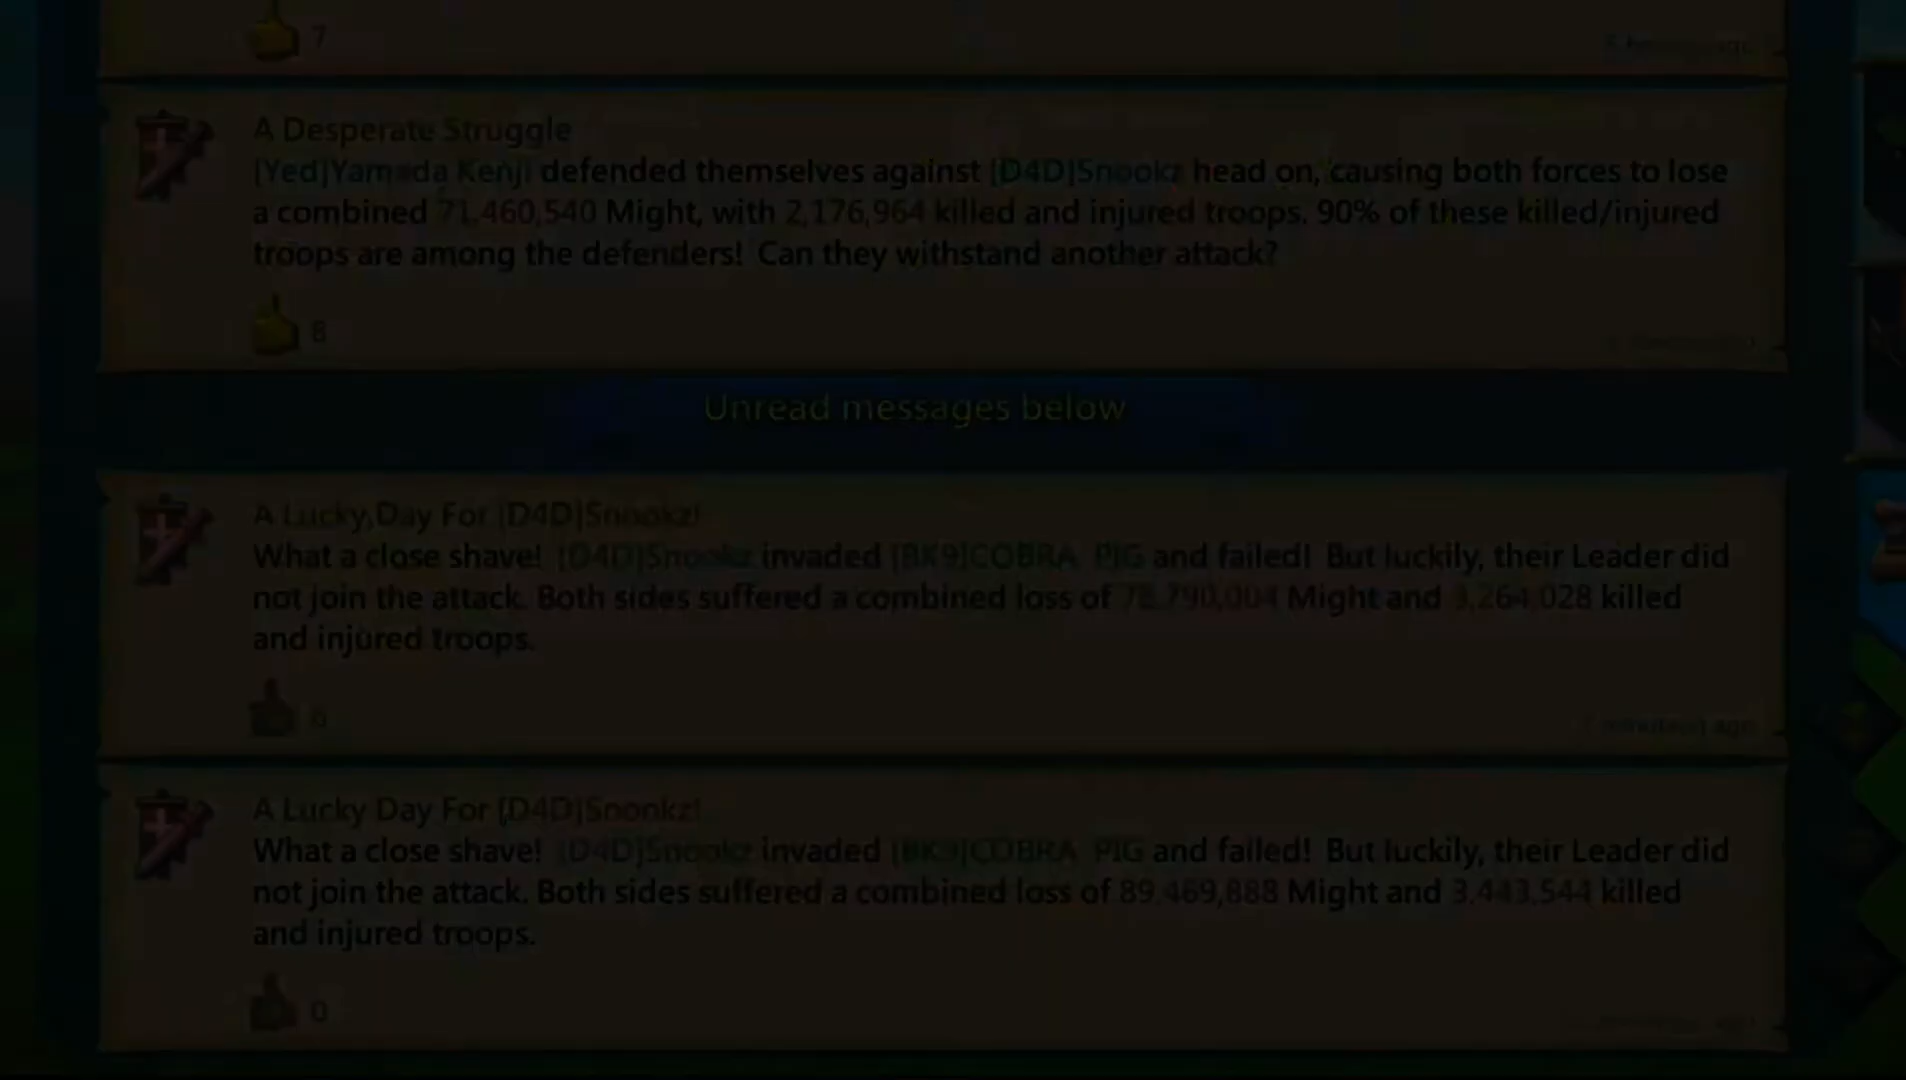 7
A Desperate Struggle
[Yed]Yamada Kenji defended themselves against [D4D]Snookz head on, causing both forces to lose
a combined 71,460,540 Might, with 2,176,964 killed and injured troops. 90% of these killed/injured
troops are among the defenders! Can they withstand another attack?
8
Unread messages below
A Lucky Day For [D4D]Snookz!
What a close shave! [D4D]Snookz invaded [BK9]COBRA PIG and failed! But luckily, their Leader did
not join the attack. Both sides suffered a combined loss of 78,790,004 Might and 3,264,028 killed
and injured troops.
0
minute(s) ago
A Lucky Day For [D4D]Snookz!
What a close shave! [D4D]Snookz invaded [BK9]COBRA PIG and failed! But luckily, their Leader did
not join the attack. Both sides suffered a combined loss of 89,469,888 Might and 3,443,544 killed
and injured troops.
0